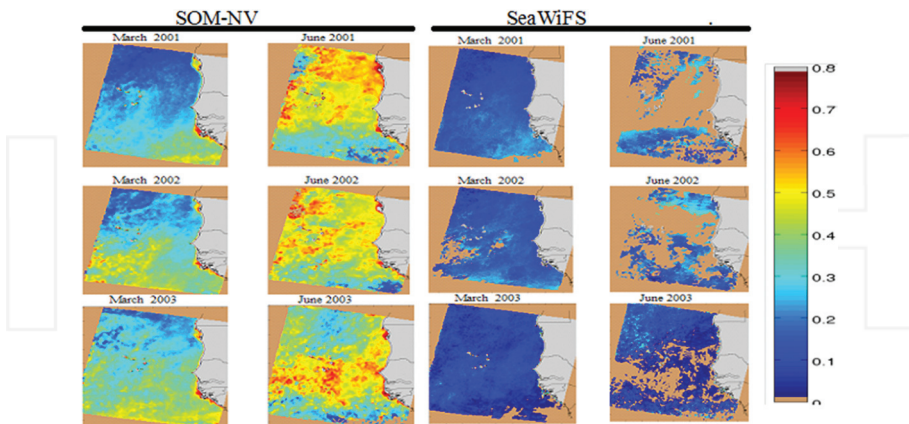 SOM-NV
SeaWiFS .
March 2001
June 2001
March 2001
June 2001
March 2002
June 2002
March 2002
June 2002
March 2003
June 2003
March 2003
June 2003
0.8
0.7
0.6
0.5
0.4
0.3
0.2
0.1
0